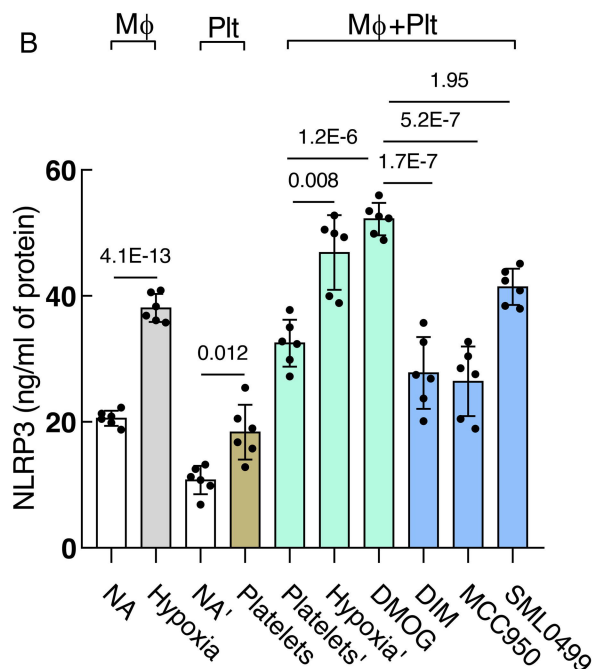 B
Mϕ
Plt
Mϕ+Plt
1.95
5.2E-7
1.2E-6
1.7E-7
0.008
4.1E-13
0.012
NLRP3 (ng/ml of protein)
60
40
20
0
NA
Hypoxia
NA'
Platelets
Platelets'
Hypoxia'
DMOG
DIM
MCC950
SML0499